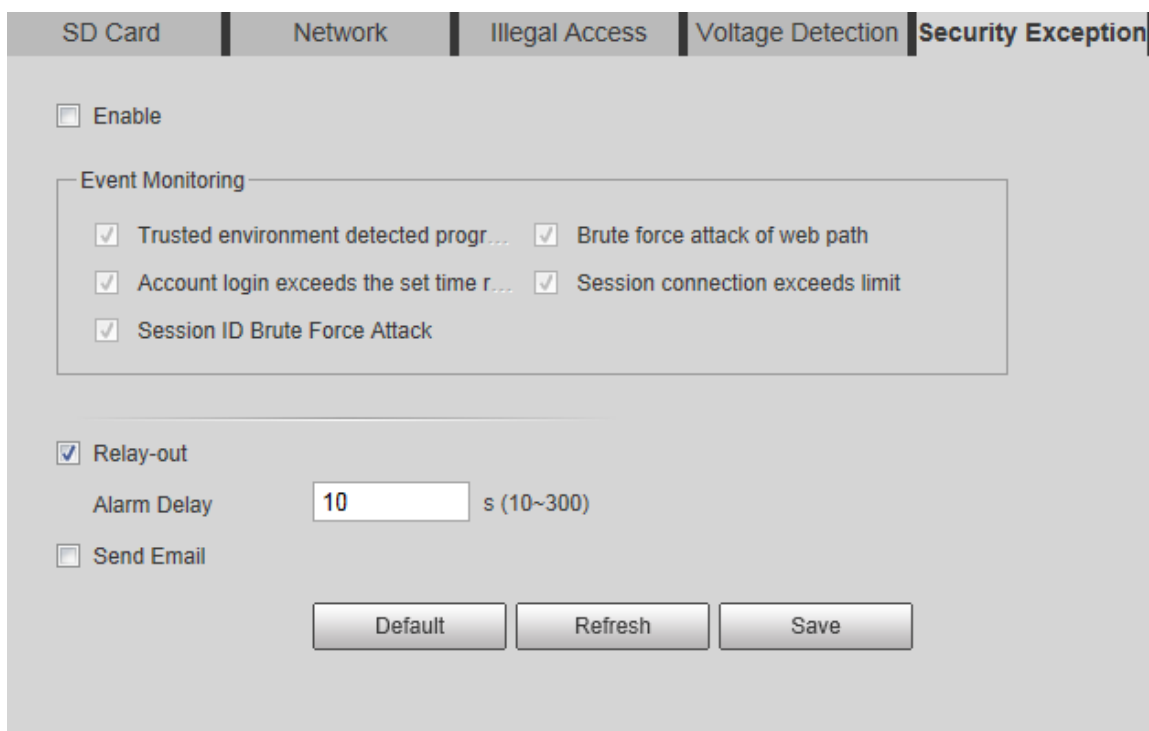 SD Card Network Illegal Access Voltage Detection Security Exception
Enable
Event Monitoring
Trusted environment detected progr... Brute force attack of web path
Account login exceeds the set time r... Session connection exceeds limit
Session ID Brute Force Attack
Relay-out
Alarm Delay 10 s (10~300)
Send Email
Default Refresh Save